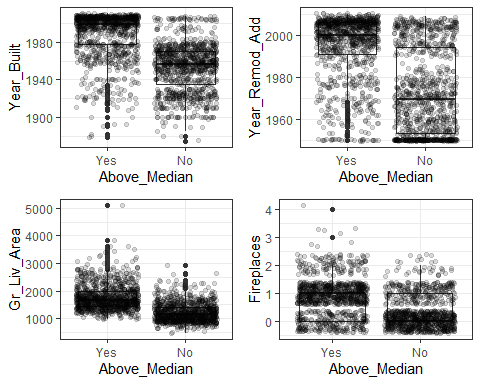 Year_Built
1980
1940
1900
Yes
No
Above_Median
Year_Remod_Add
2000
1980
1960
Yes
No
Above_Median
Gr_Liv_Area
5000
4000
3000
2000
1000
Yes
No
Above_Median
Fireplaces
4
3
2
1
0
Yes
No
Above_Median